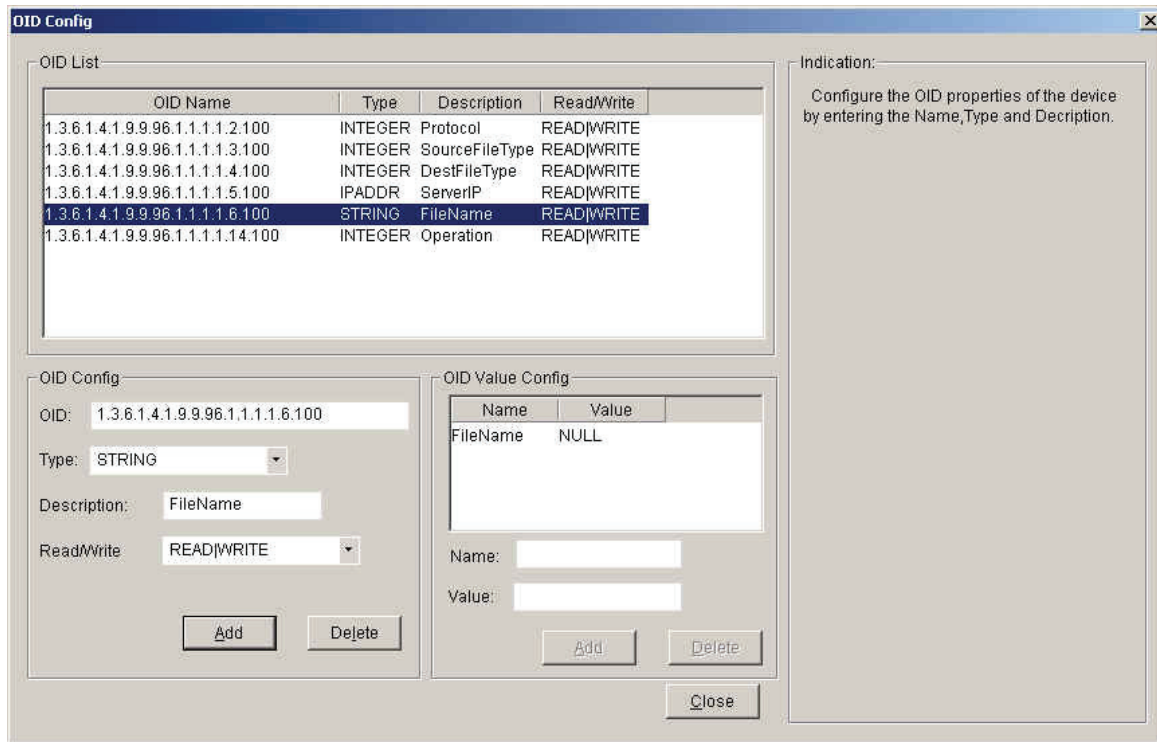 OID Config
OID List
OID Name Type Description Read/Write
1.3.6.1.4.1.9.9.96.1.1.1.1.2.100 INTEGER Protocol READ|WRITE
1.3.6.1.4.1.9.9.96.1.1.1.1.3.100 INTEGER SourceFileType READ|WRITE
1.3.6.1.4.1.9.9.96.1.1.1.1.4.100 INTEGER DestFileType READ|WRITE
1.3.6.1.4.1.9.9.96.1.1.1.1.5.100 IPADDR ServerIP READ|WRITE
1.3.6.1.4.1.9.9.96.1.1.1.1.6.100 STRING FileName READ|WRITE
1.3.6.1.4.1.9.9.96.1.1.1.1.14.100 INTEGER Operation READ|WRITE
Indication:
Configure the OID properties of the device
by entering the Name,Type and Decription.
OID Config
OID: 1.3.6.1.4.1.9.9.96.1.1.1.1.6.100
Type: STRING
Description: FileName
Read/Write READ|WRITE
Add Delete
OID Value Config
Name Value
FileName NULL
Name:
Value:
Add Delete
Close